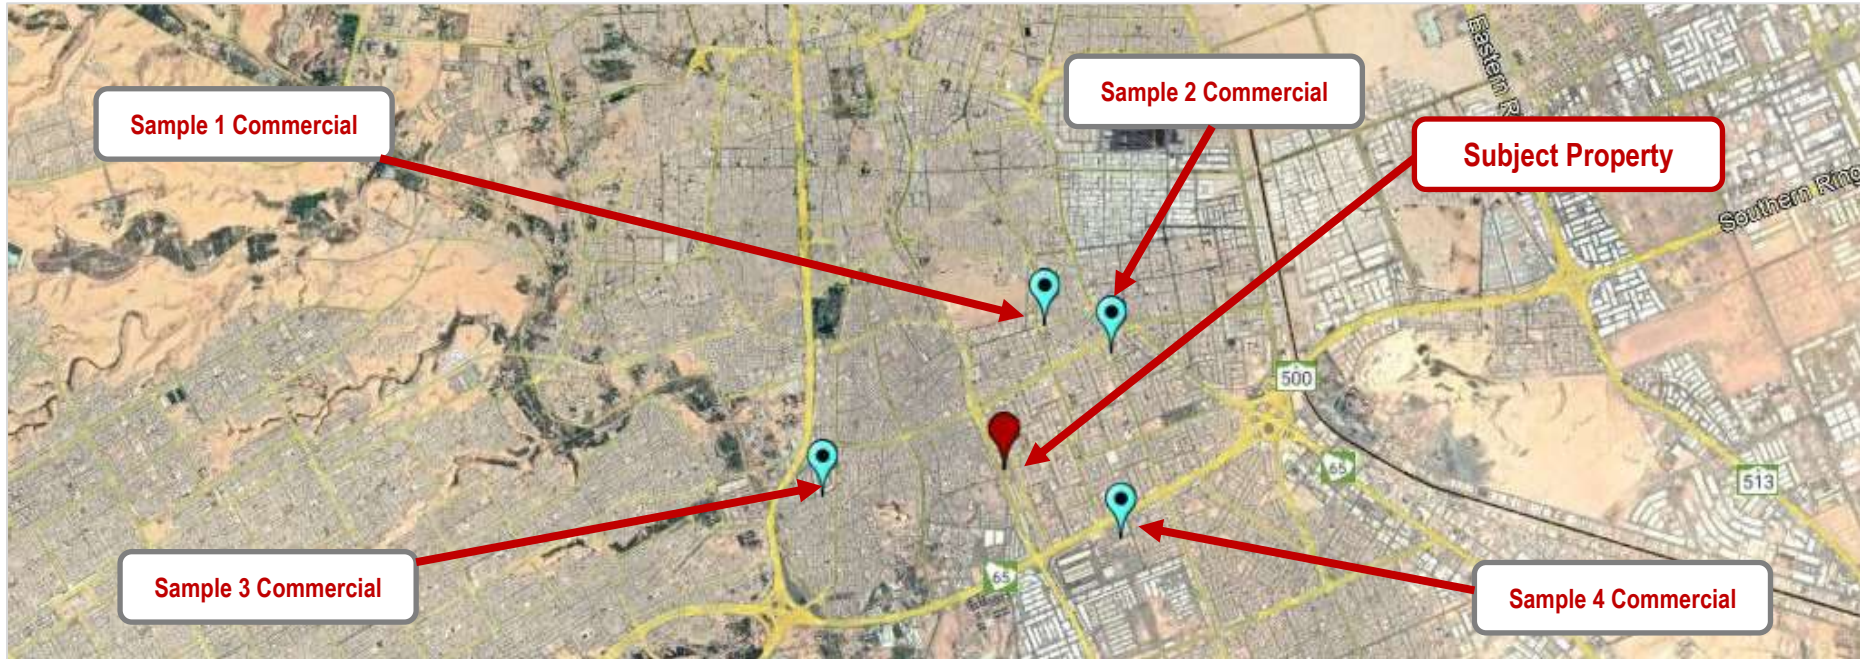 Eastern R
Sample 2 Commercial
Sample 1 Commercial
Subject Property
Southern Ring
500
65
513
65
Sample 3 Commercial
Sample 4 Commercial